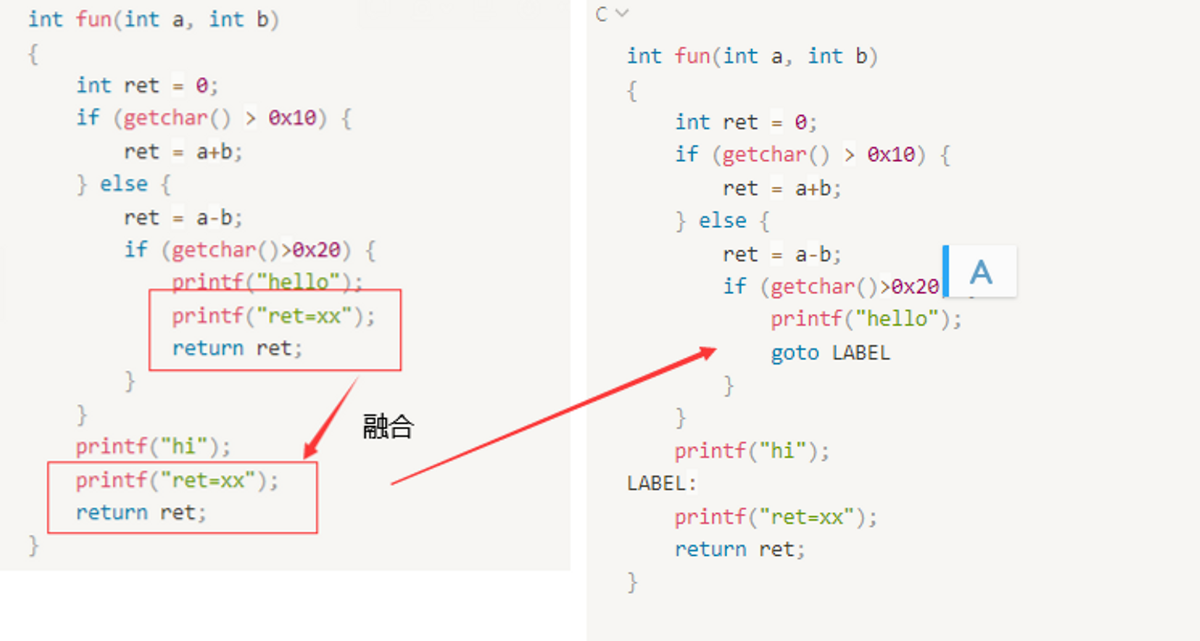 int fun(int a, int b)
{
int ret = 0;
if (getchar() > 0x10) {
ret = a+b;
} else {
ret = a-b;
if (getchar()>0x20) {
printf("hello");
printf("ret=xx");
return ret;
}
}
printf("hi");
printf("ret=xx");
return ret;
}
融合
C
int fun(int a, int b)
{
int ret = 0;
if (getchar() > 0x10) {
ret = a+b;
} else {
ret = a-b;
if (getchar()>0x20
A
printf("hello");
goto LABEL
}
}
printf("hi");
LABEL:
printf("ret=xx");
return ret;
}